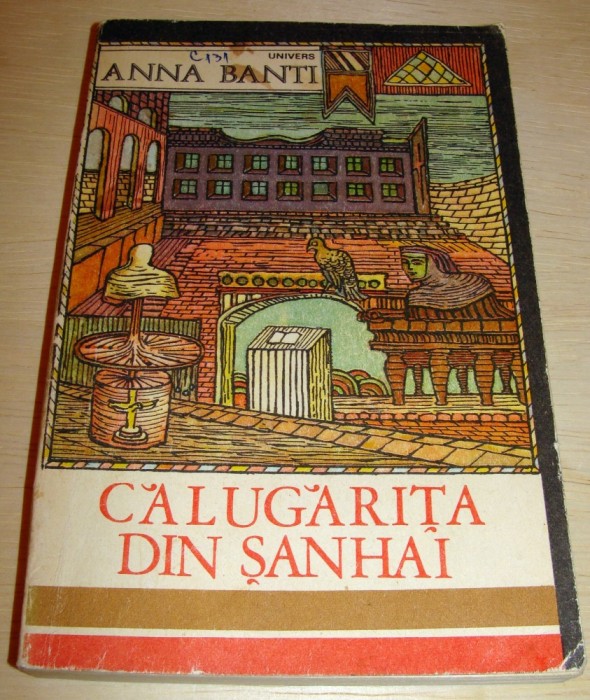 C131
UNIVERS
ANNA BANTI
CĂLUGĂRIȚA
DIN ȘANHAI